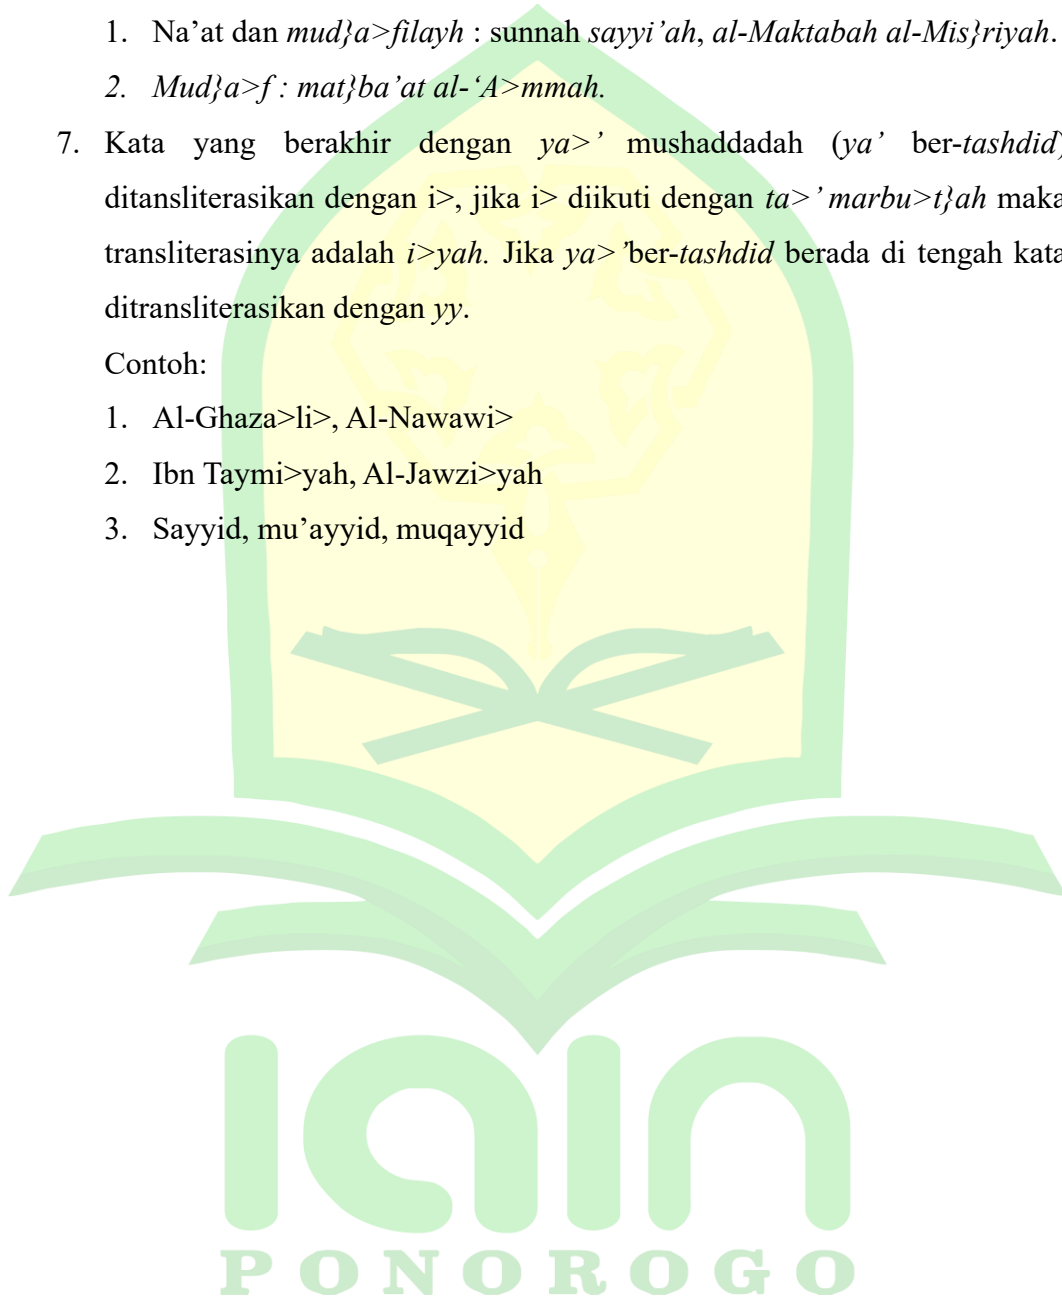 1. Na’at dan mud}a>filayh : sunnah sayyi’ah, al-Maktabah al-Mis}riyah.
2. Mud}a>f : mat}ba’at al-‘A>mmah.
7. Kata yang berakhir dengan ya>’ mushaddadah (ya’ ber-tashdid)
ditansliterasikan dengan i>, jika i> diikuti dengan ta>’ marbu>t}ah maka
transliterasinya adalah i>yah. Jika ya>’ber-tashdid berada di tengah kata
ditransliterasikan dengan yy.
Contoh:
1. Al-Ghaza>li>, Al-Nawawi>
2. Ibn Taymi>yah, Al-Jawzi>yah
3. Sayyid, mu’ayyid, muqayyid
iain
PONOROGO